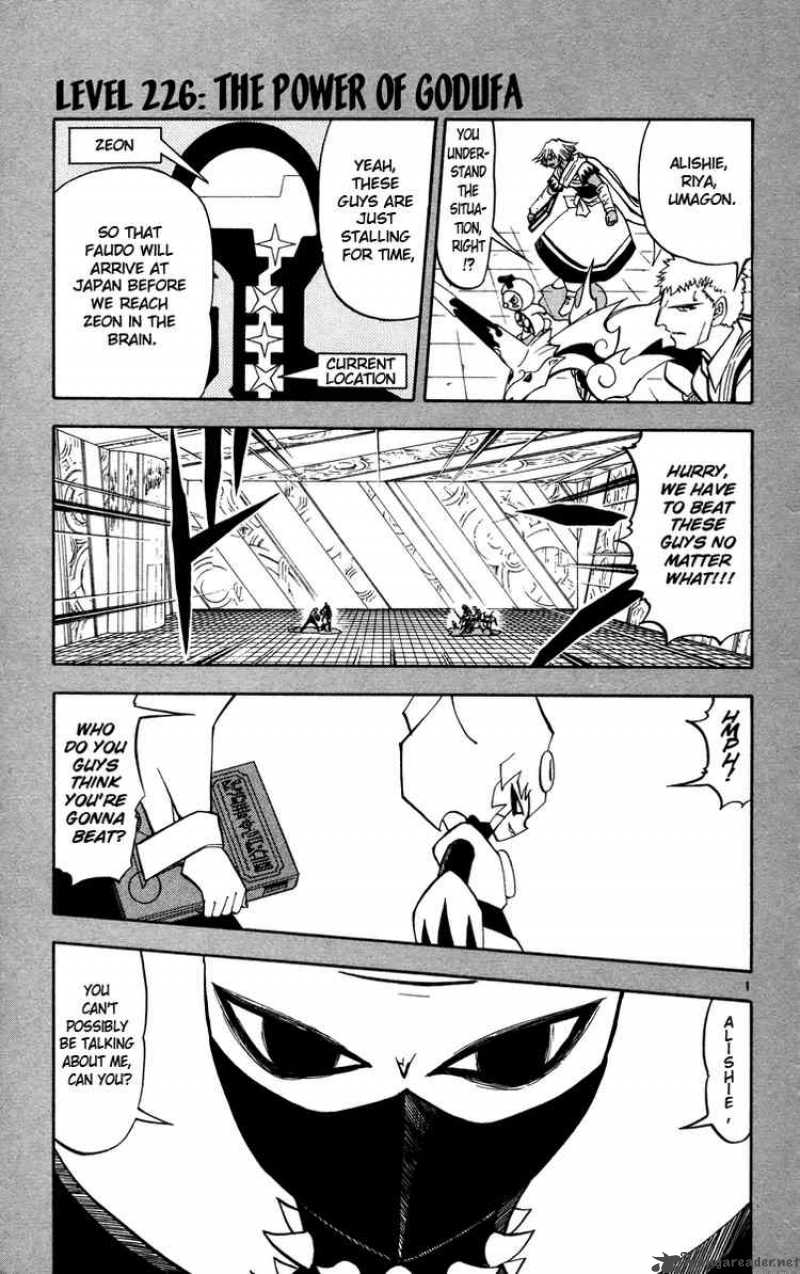 LEVEL 226: THE POWER OF GODUFA
ALISHIE,
RIYA,
UMAGON.
YOU
UNDER-
STAND
THE
SITUA-
TION,
RIGHT
!?
YEAH,
THESE
GUYS ARE
JUST
STALLING
FOR TIME,
ZEON
SO THAT
FAUDO WILL
ARRIVE AT
JAPAN BEFORE
WE REACH
ZEON IN THE
BRAIN.
CURRENT
LOCATION
HURRY,
WE HAVE
TO BEAT
THESE
GUYS NO
MATTER
WHAT!!!
HMPH!
WHO
DO YOU
GUYS
THINK
YOU'RE
GONNA
BEAT?
1
ALISHIE,
YOU
CAN'T
POSSIBLY
BE TALKING
ABOUT ME,
CAN YOU?